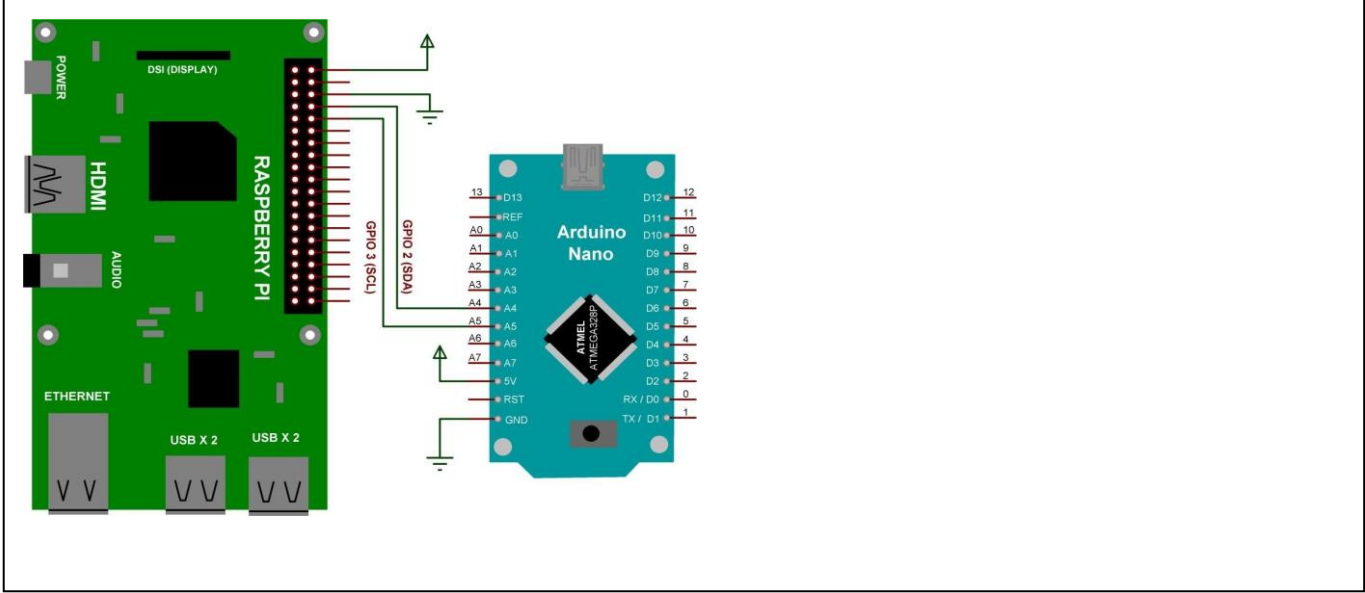 POWER
DSI (DISPLAY)
HDMI
RASPBERRY PI
AUDIO
GPIO 3 (SCL)
GPIO 2 (SDA)
ETHERNET
USB X 2
USB X 2
Arduino
Nano
ATMEL
ATMEGA328P
13 D13
REF
A0 A0
A1 A1
A2 A2
A3 A3
A4 A4
A5 A5
A6 A6
A7 A7
5V
RST
GND
D12 12
D11 11
D10 10
D9 9
D8 8
D7 7
D6 6
D5 5
D4 4
D3 3
D2 2
RX / D0 0
TX / D1 1